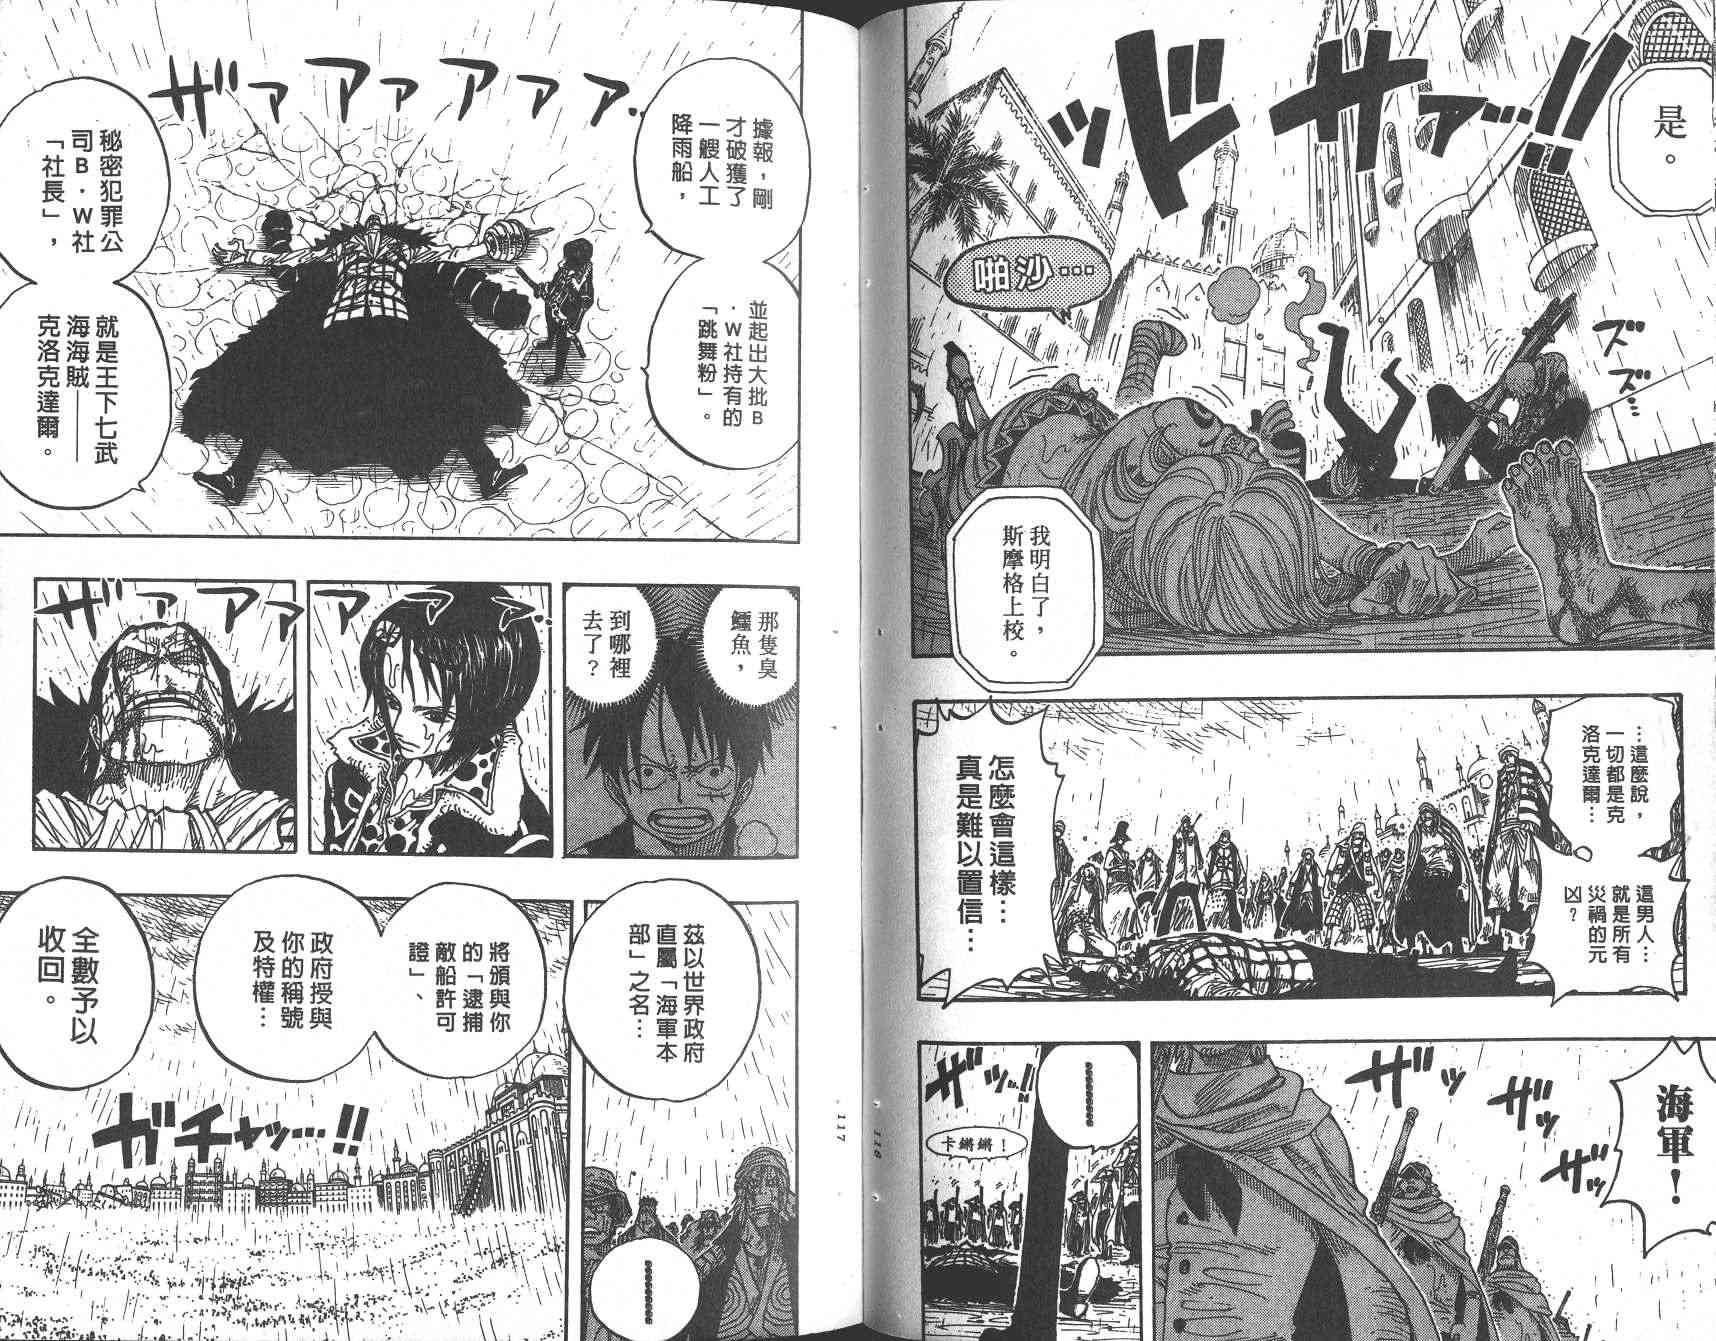 是。
ドッザァッ!!
啪沙…
ズズ…
我明白了，
斯摩格上校。
…這麼說，
一切都是克
洛克達爾…
這男人…
就是所有
災禍的元
凶？
怎麼會這樣…
真是難以置信…
海軍！
ザッ
ザッ
ザッ
………
ザッ!!
卡鏘鏘！
116
據報，剛
才破獲了
一艘人工
降雨船，
並起出大批B
．W社持有的
「跳舞粉」。
ザァァァァァァ…
秘密犯罪公
司B．W社
「社長」，
就是王下七武
海海賊——
克洛克達爾。
那隻臭
鱷魚，
到哪裡
去了？
ザァァァァァ…
茲以世界政府
直屬「海軍本
部」之名…
………
將頒與你
的「逮捕
敵船許可
證」、
政府授與
你的稱號
及特權…
全數予以
收回。
ガチャッ…!!
117